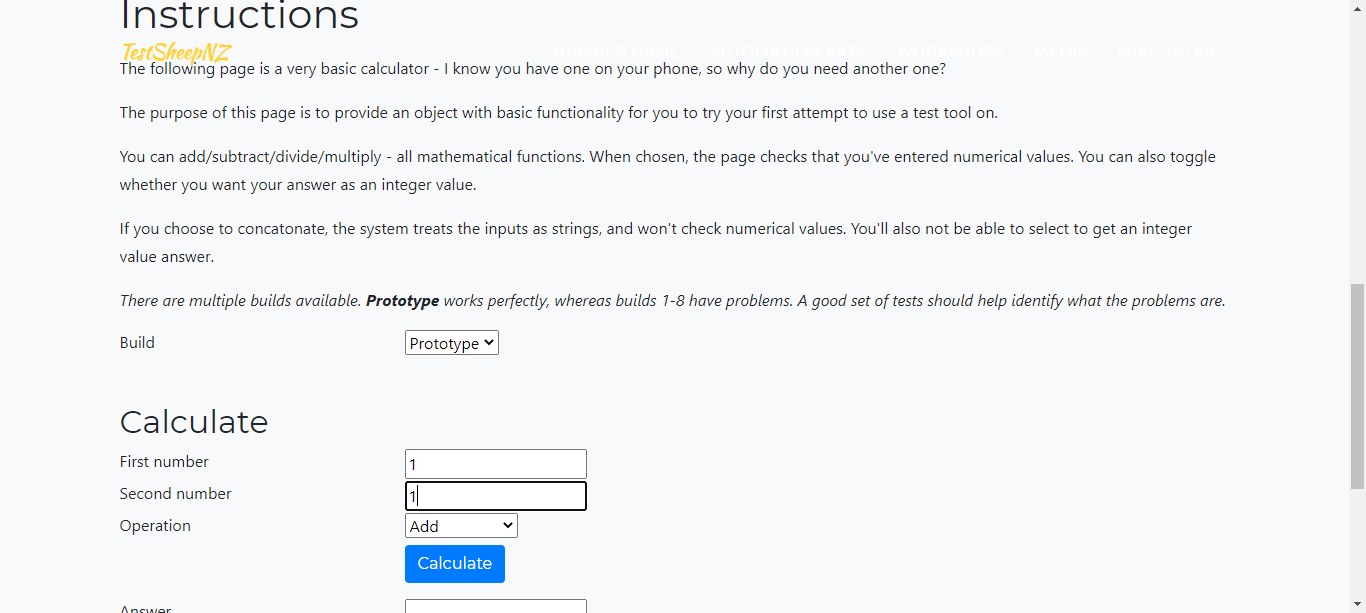 Instructions
TestSheepNZ
NUMBER GAME AUTOMATION KATA WORKSHOPS MEDIA MIKE TALKS
The following page is a very basic calculator - I know you have one on your phone, so why do you need another one?
The purpose of this page is to provide an object with basic functionality for you to try your first attempt to use a test tool on.
You can add/subtract/divide/multiply - all mathematical functions. When chosen, the page checks that you've entered numerical values. You can also toggle
whether you want your answer as an integer value.
If you choose to concatonate, the system treats the inputs as strings, and won't check numerical values. You'll also not be able to select to get an integer
value answer.
There are multiple builds available. Prototype works perfectly, whereas builds 1-8 have problems. A good set of tests should help identify what the problems are.
Build Prototype
Calculate
First number 1
Second number 1
Operation Add
Calculate
Answer